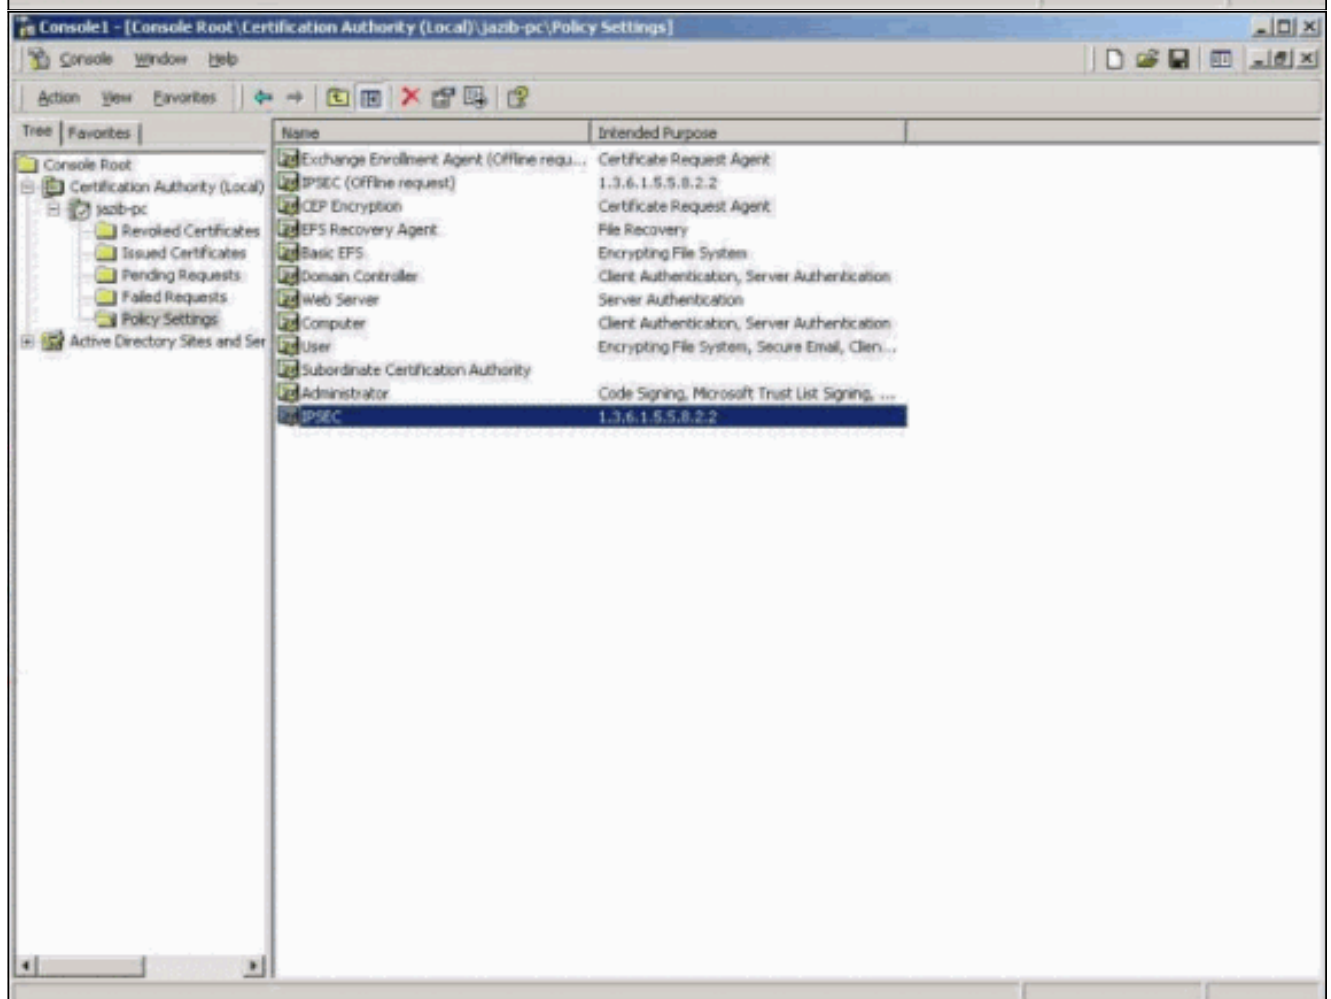 Console1 - [Console Root\Certification Authority (Local)\jazib-pc\Policy Settings]
Console Window Help
Action View Favorites
Tree Favorites
Name Intended Purpose
Console Root
Certification Authority (Local)
jazib-pc
Revoked Certificates
Issued Certificates
Pending Requests
Failed Requests
Policy Settings
Active Directory Sites and Ser
Exchange Enrollment Agent (Offline requ... Certificate Request Agent
IPSEC (Offline request) 1.3.6.1.5.5.8.2.2
CEP Encryption Certificate Request Agent
EFS Recovery Agent File Recovery
Basic EFS Encrypting File System
Domain Controller Client Authentication, Server Authentication
Web Server Server Authentication
Computer Client Authentication, Server Authentication
User Encrypting File System, Secure Email, Clien...
Subordinate Certification Authority
Administrator Code Signing, Microsoft Trust List Signing, ...
IPSEC 1.3.6.1.5.5.8.2.2